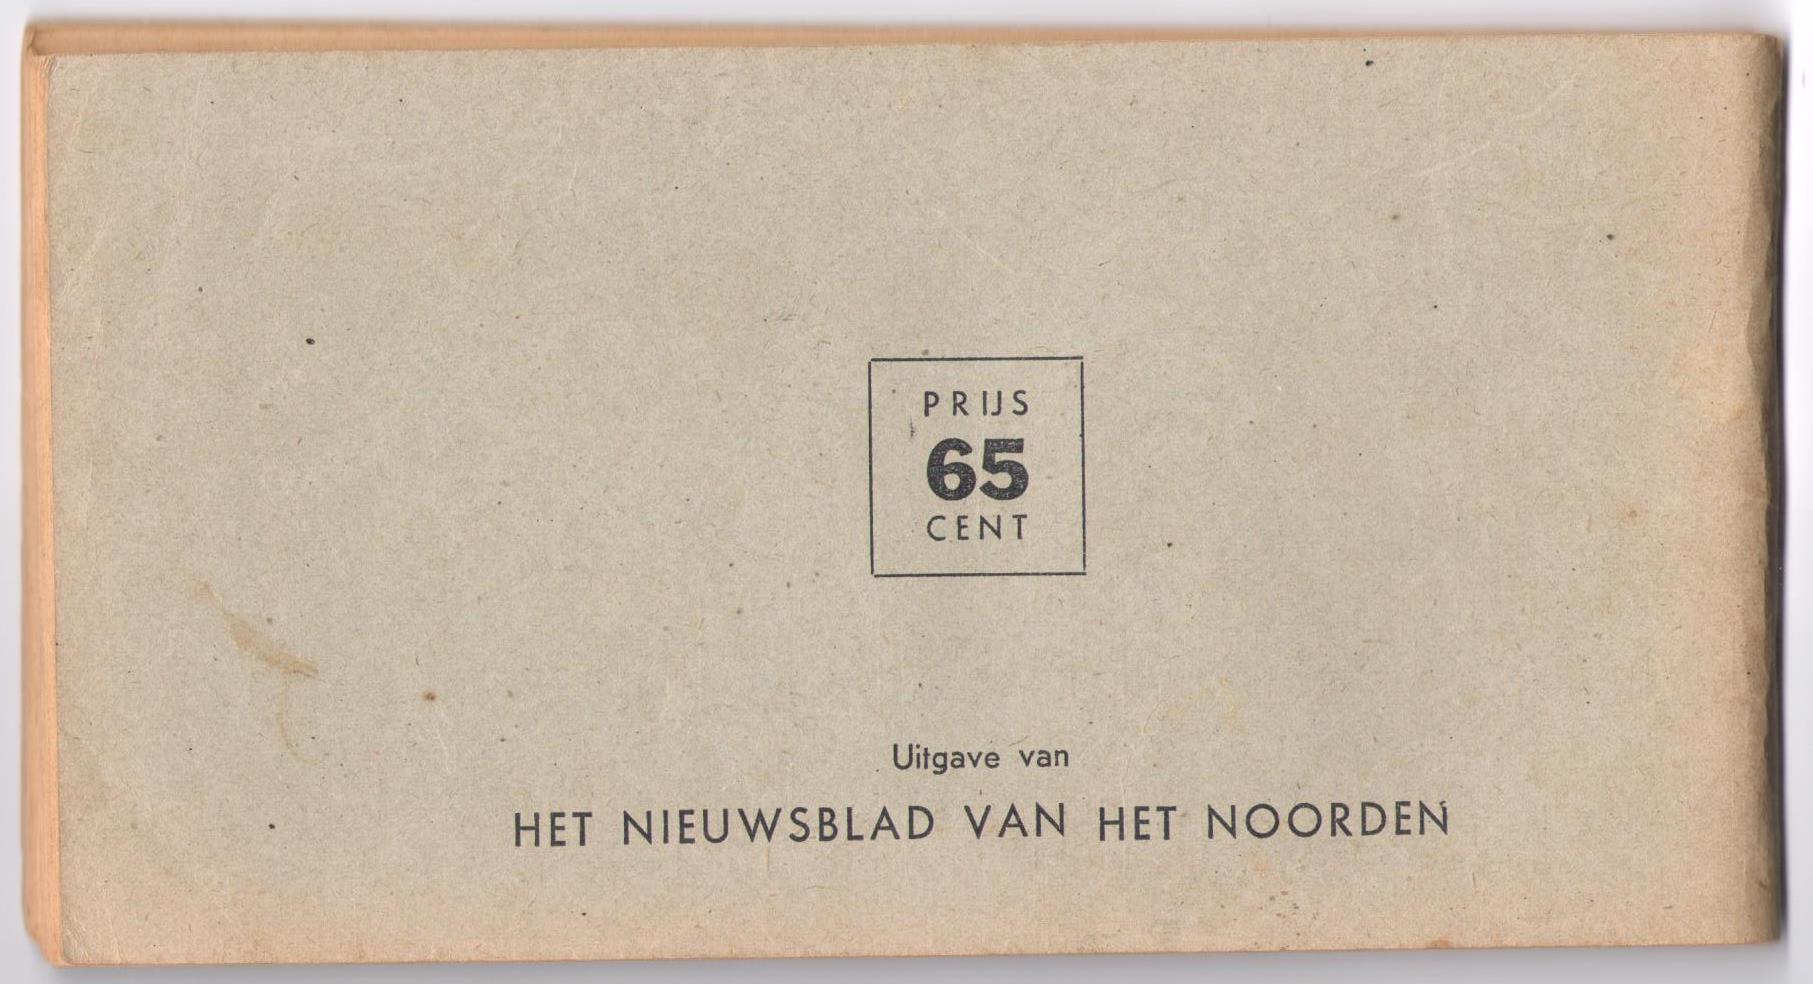 PRIJS
65
CENT
Uitgave van
HET NIEUWSBLAD VAN HET NOORDEN